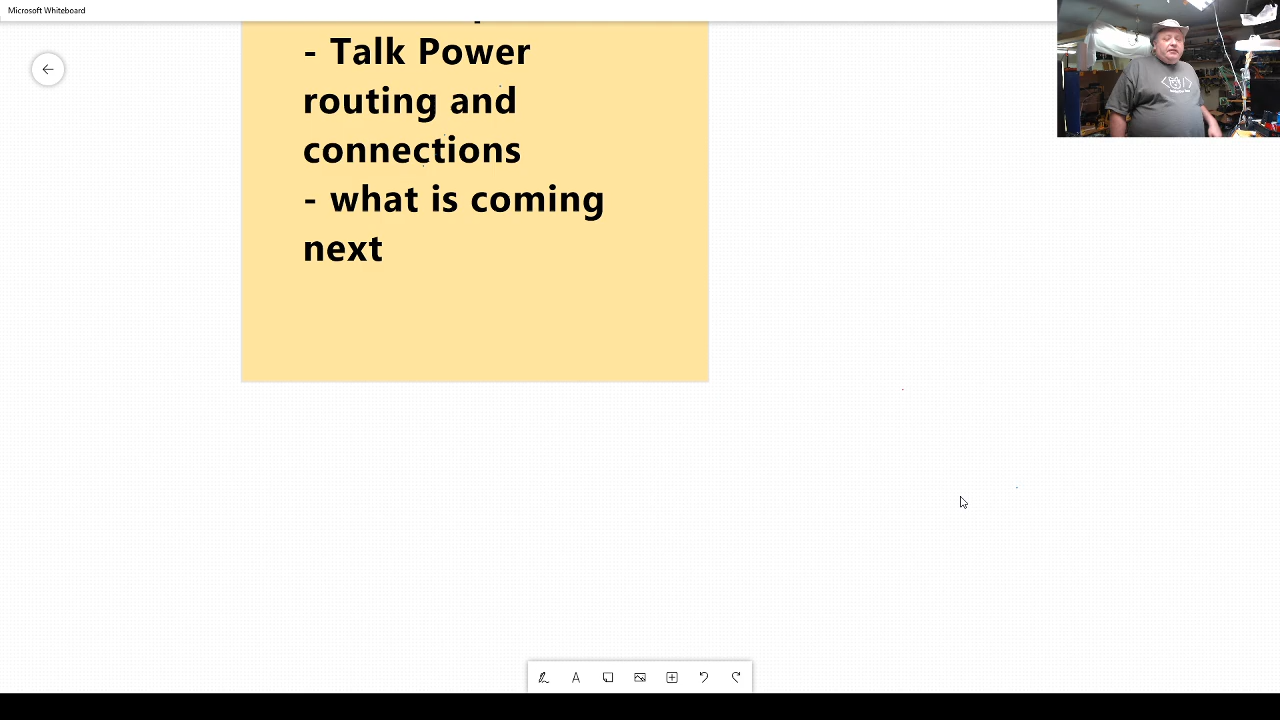 Microsoft Whiteboard
- Talk Power
routing and
connections
- what is coming
next